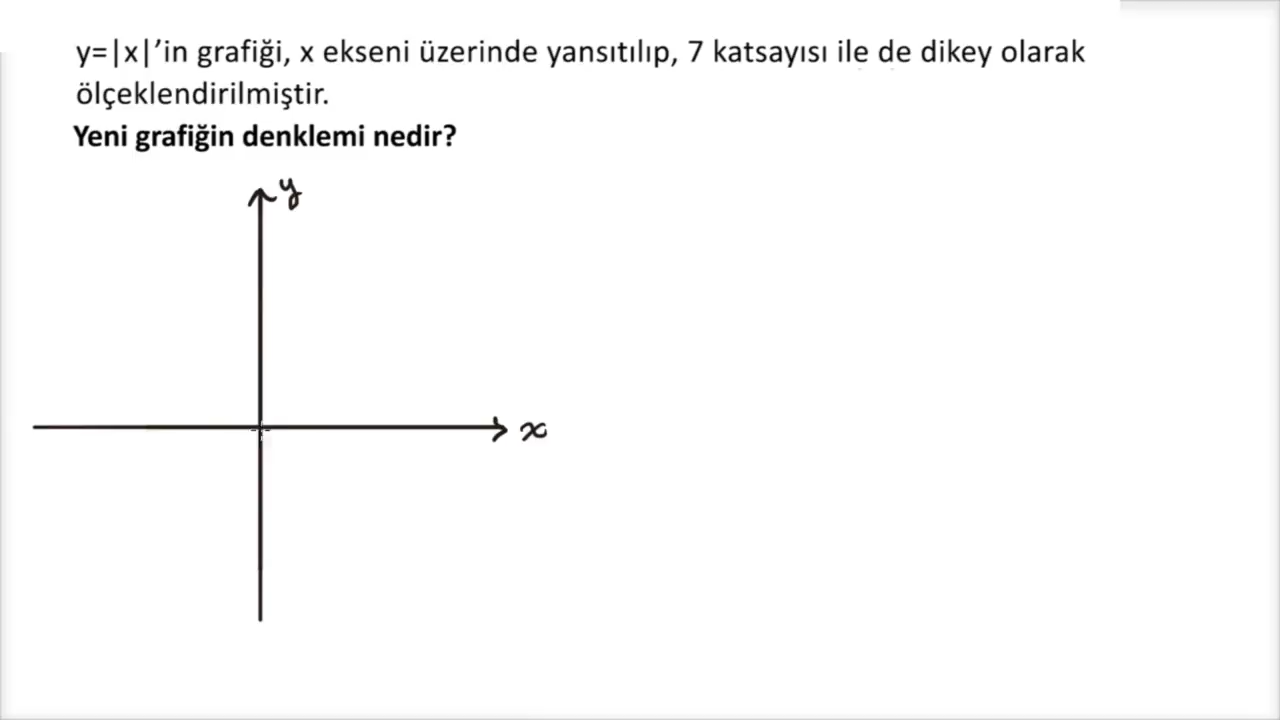 y=|x|’in grafiği, x ekseni üzerinde yansıtılıp, 7 katsayısı ile de dikey olarak
ölçeklendirilmiştir.
Yeni grafiğin denklemi nedir?
y
x